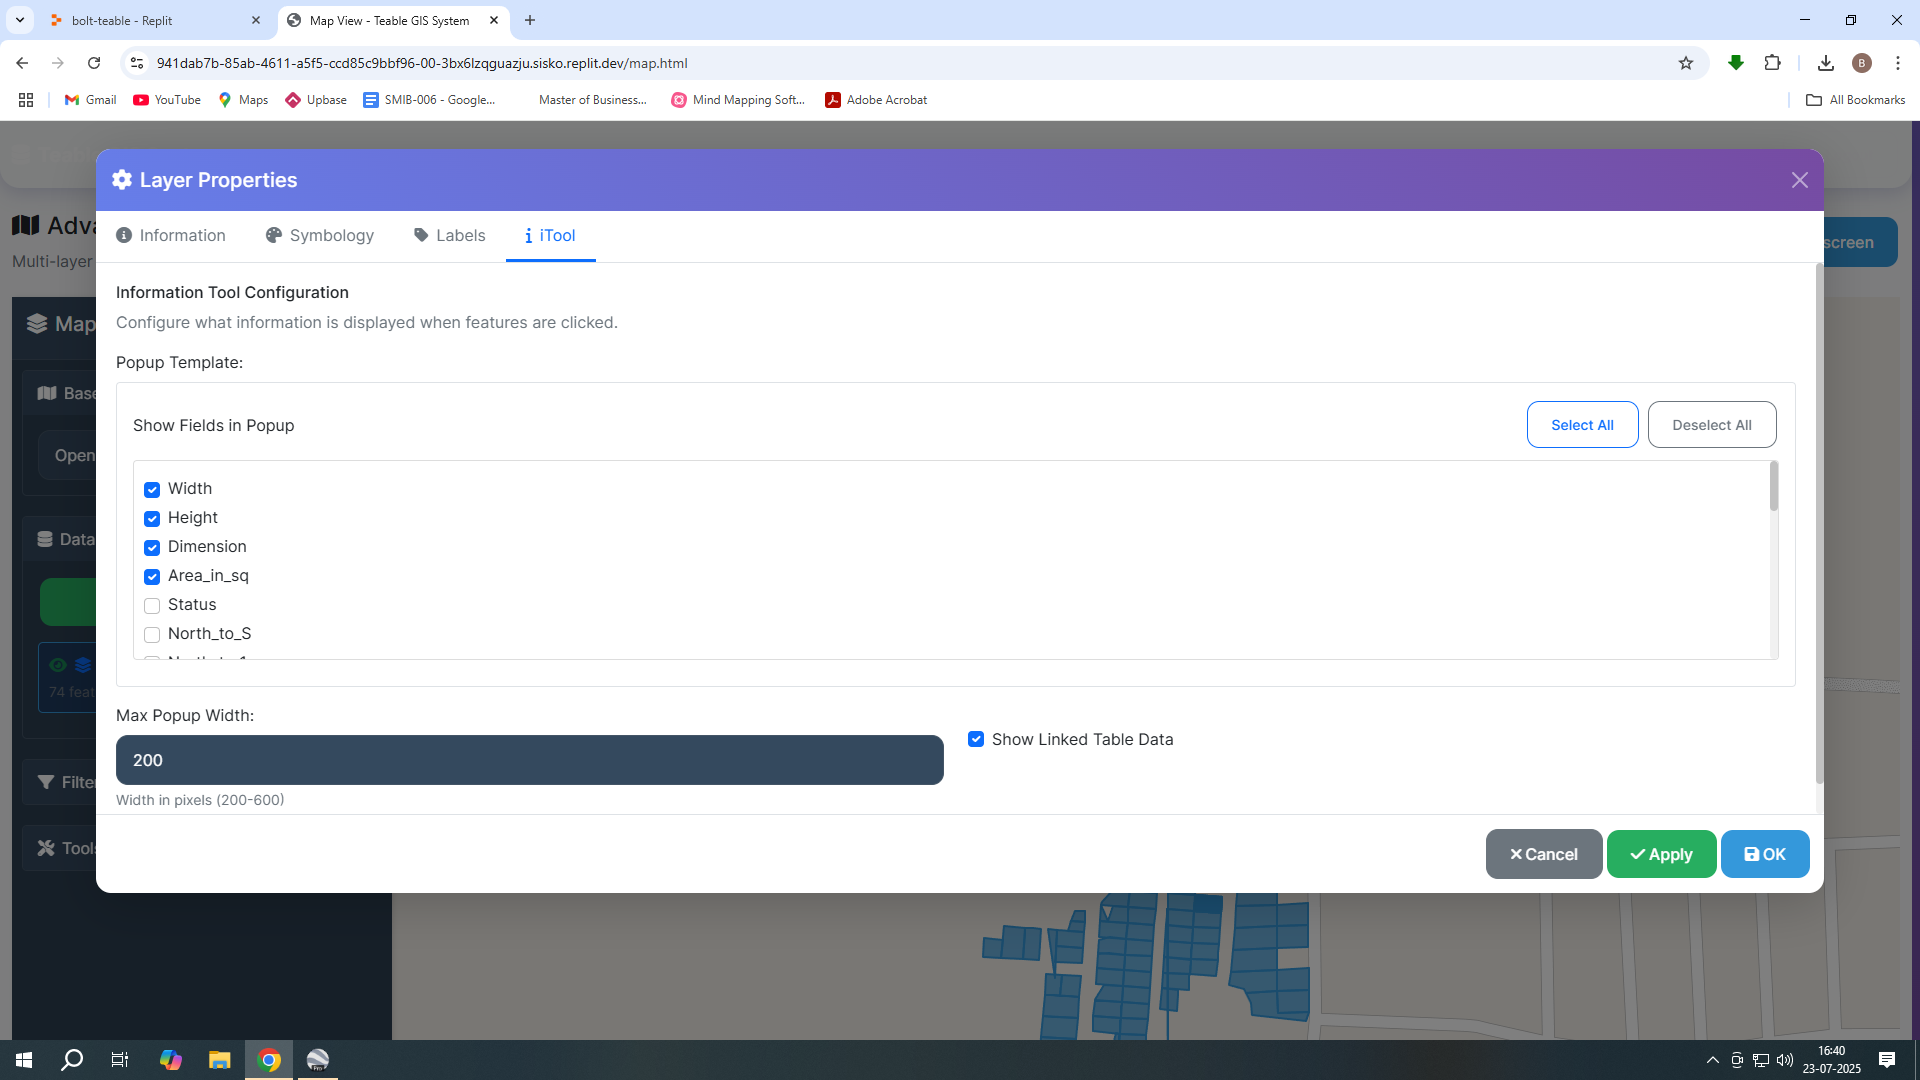 bolt-teable - Replit
Map View - Teable GIS System
941dab7b-85ab-4611-a5f5-ccd85c9bbf96-00-3bx6lzqguazju.sisko.replit.dev/map.html
B
Gmail
YouTube
Maps
Upbase
SMIB-006 - Google...
Master of Business...
Mind Mapping Soft...
Adobe Acrobat
All Bookmarks
Layer Properties
Information
Symbology
Labels
iTool
Information Tool Configuration
Configure what information is displayed when features are clicked.
Popup Template:
Show Fields in Popup
Select All
Deselect All
Width
Height
Dimension
Area_in_sq
Status
North_to_S
Max Popup Width:
200
Width in pixels (200-600)
Show Linked Table Data
Cancel
Apply
OK
Adva
Multi-layer
screen
Map
Base
Open
Data
74 feat
Filte
Tools
16:40
23-07-2025